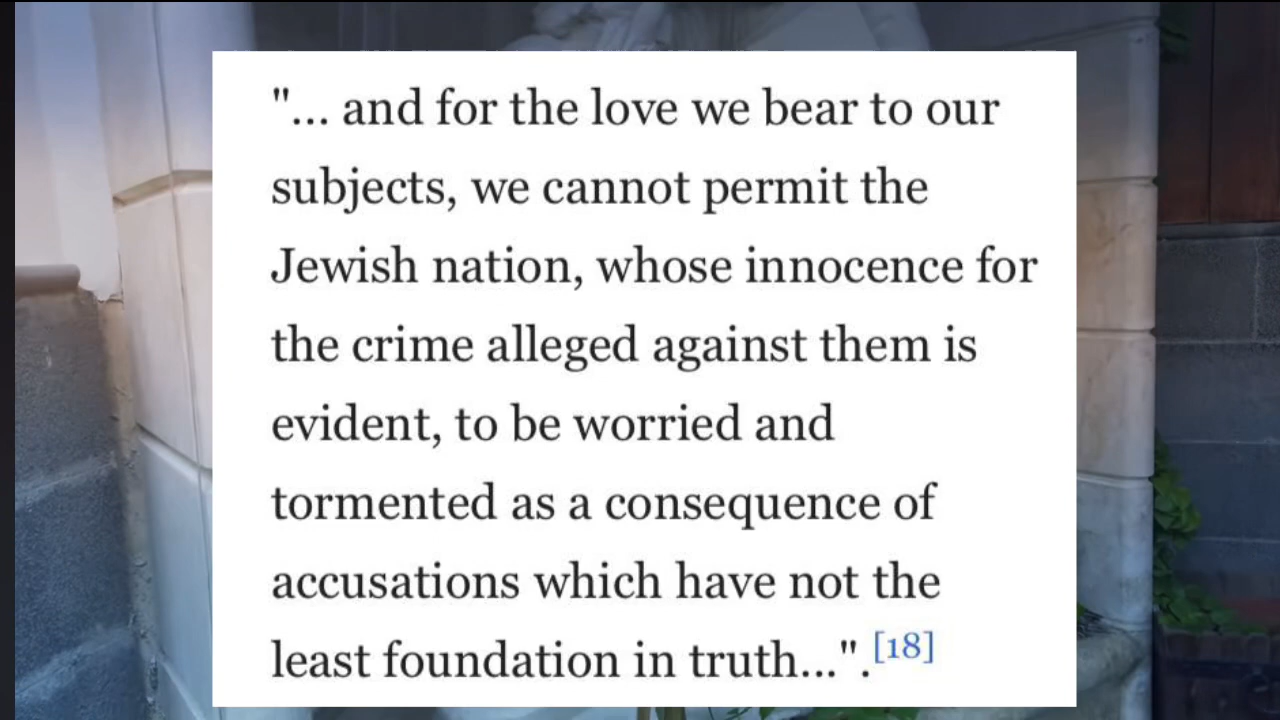 "... and for the love we bear to our
subjects, we cannot permit the
Jewish nation, whose innocence for
the crime alleged against them is
evident, to be worried and
tormented as a consequence of
accusations which have not the
least foundation in truth...".[18]